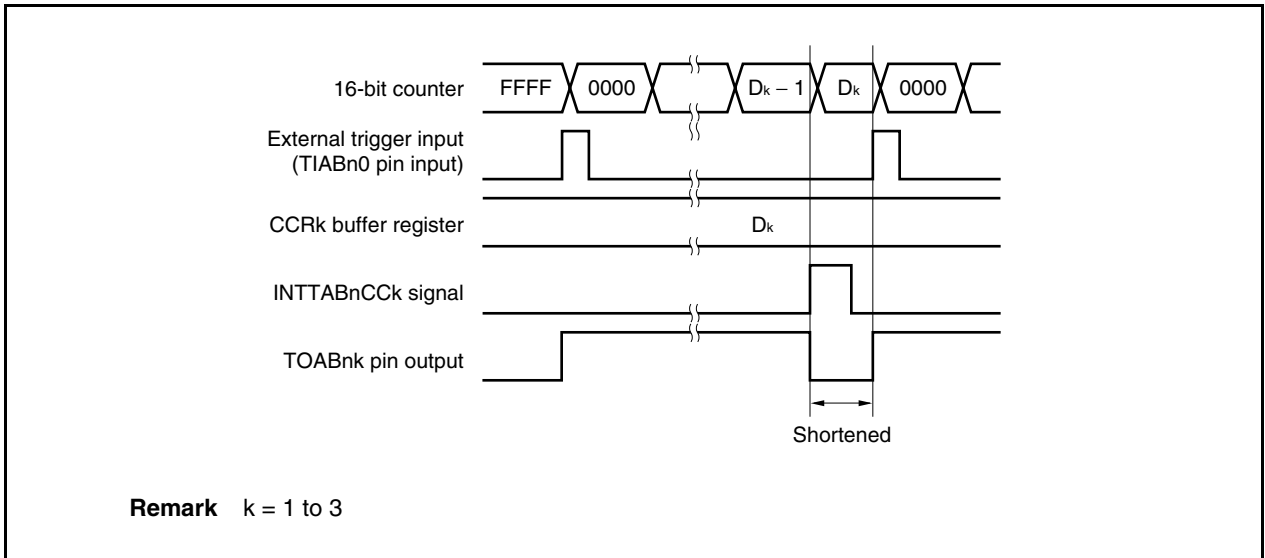 16-bit counter FFFF 0000 Dk – 1 Dk 0000
External trigger input
(TIABn0 pin input)
CCRk buffer register Dk
INTTABnCCk signal
TOABnk pin output
Shortened
Remark k = 1 to 3